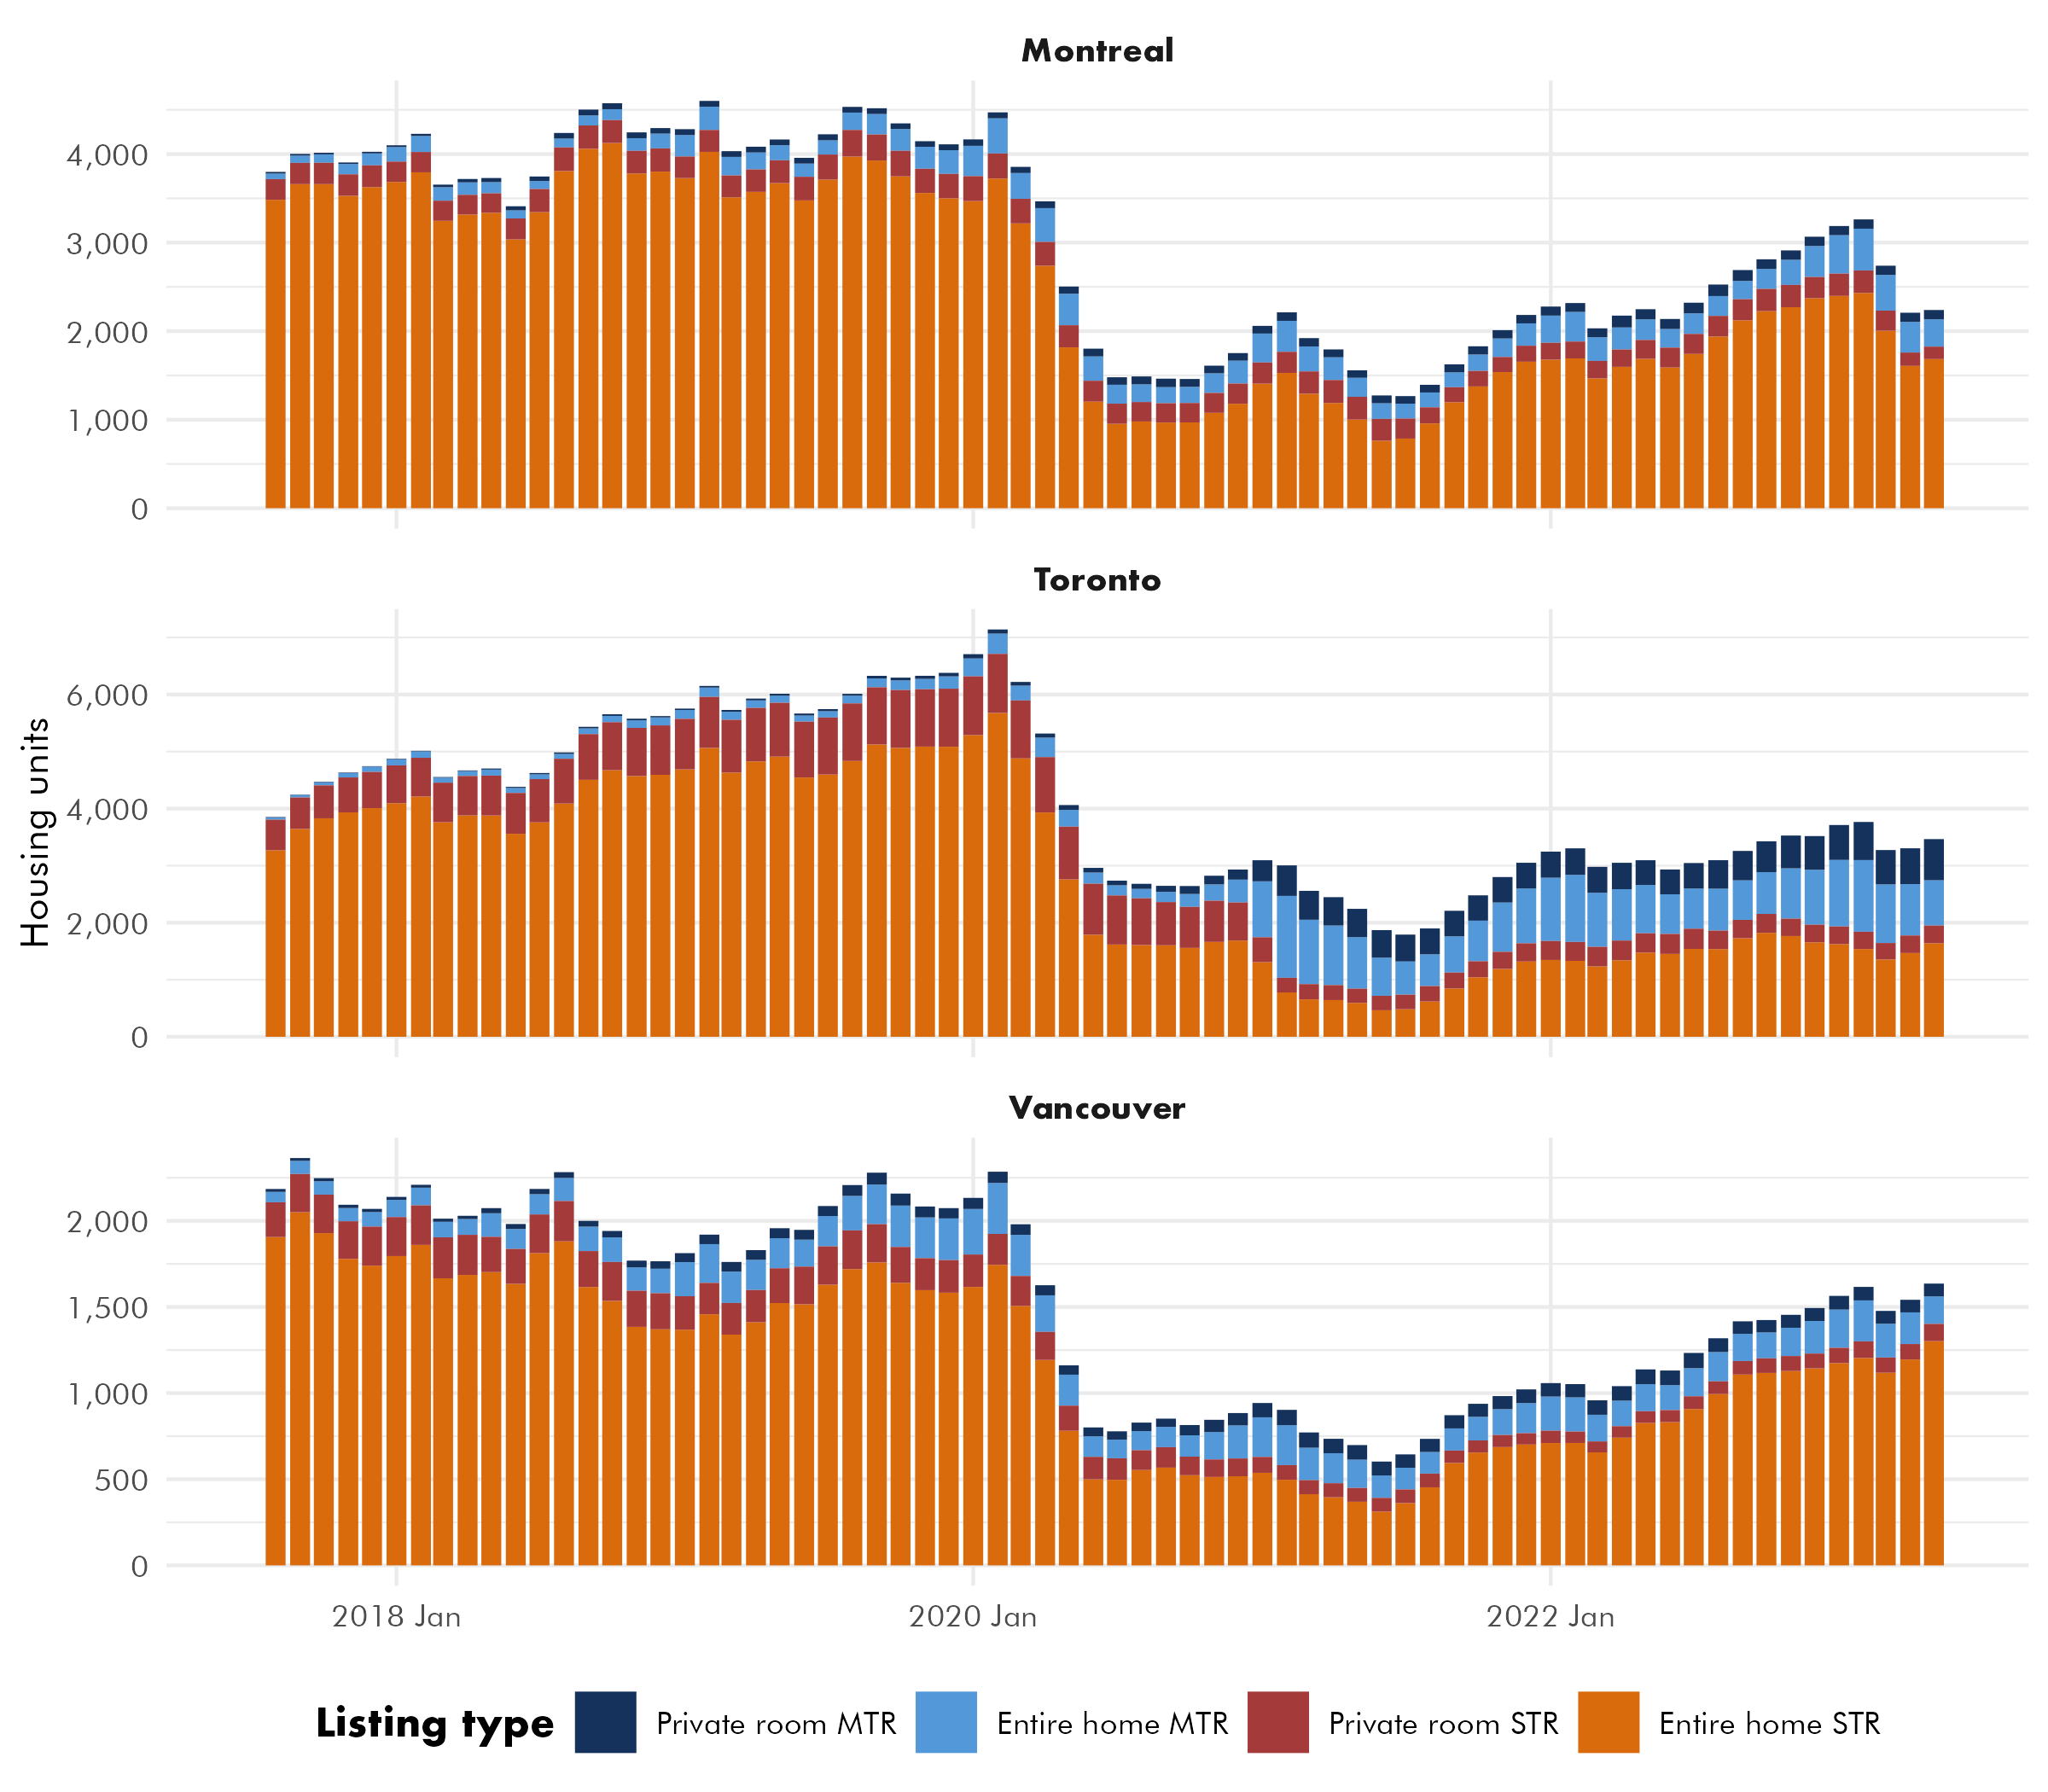 Montreal
4,000
3,000
2,000
1,000
0
Toronto
6,000
4,000
2,000
0
Housing units
Vancouver
2,000
1,500
1,000
500
0
2018 Jan 2020 Jan 2022 Jan
Listing type Private room MTR Entire home MTR Private room STR Entire home STR